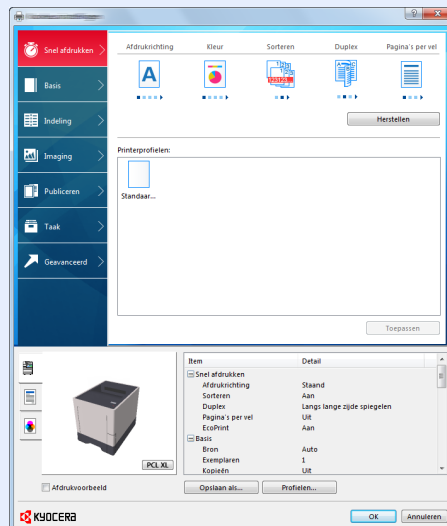 Snel afdrukken
Basis
Indeling
Imaging
Publiceren
Taak
Geavanceerd
Afdrukrichting Kleur Sorteren Duplex Pagina's per vel
A
123123
Herstellen
Printerprofielen:
Standaar...
Toepassen
PCL XL
Afdrukvoorbeeld
Item Detail
Snel afdrukken
Afdrukrichting Staand
Sorteren Aan
Duplex Langs lange zijde spiegelen
Pagina's per vel Uit
EcoPrint Aan
Basis
Bron Auto
Exemplaren 1
Kopieën Uit
Opslaan als... Profielen...
KYOCERA
OK Annuleren